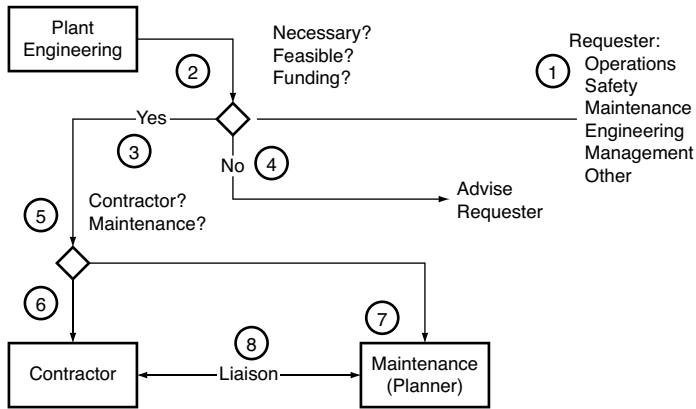 Plant
Engineering
2
Necessary?
Feasible?
Funding?
1
Requester:
Operations
Safety
Maintenance
Engineering
Management
Other
Yes
3
No
4
Advise
Requester
5
Contractor?
Maintenance?
6
7
Contractor
8
Liaison
Maintenance
(Planner)